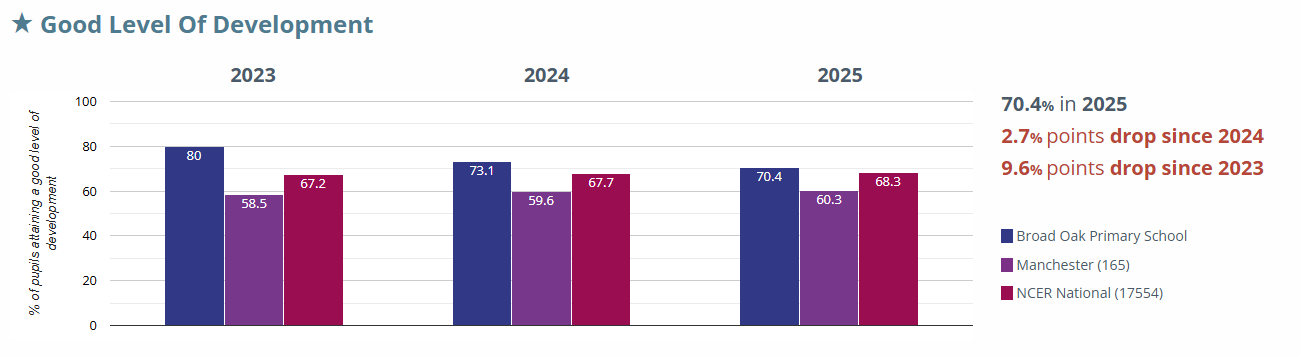 ★ Good Level Of Development
2023
2024
2025
% of pupils attaining a good level of
development
100
80
60
40
20
0
80
58.5
67.2
73.1
59.6
67.7
70.4
60.3
68.3
70.4% in 2025
2.7% points drop since 2024
9.6% points drop since 2023
Broad Oak Primary School
Manchester (165)
NCER National (17554)